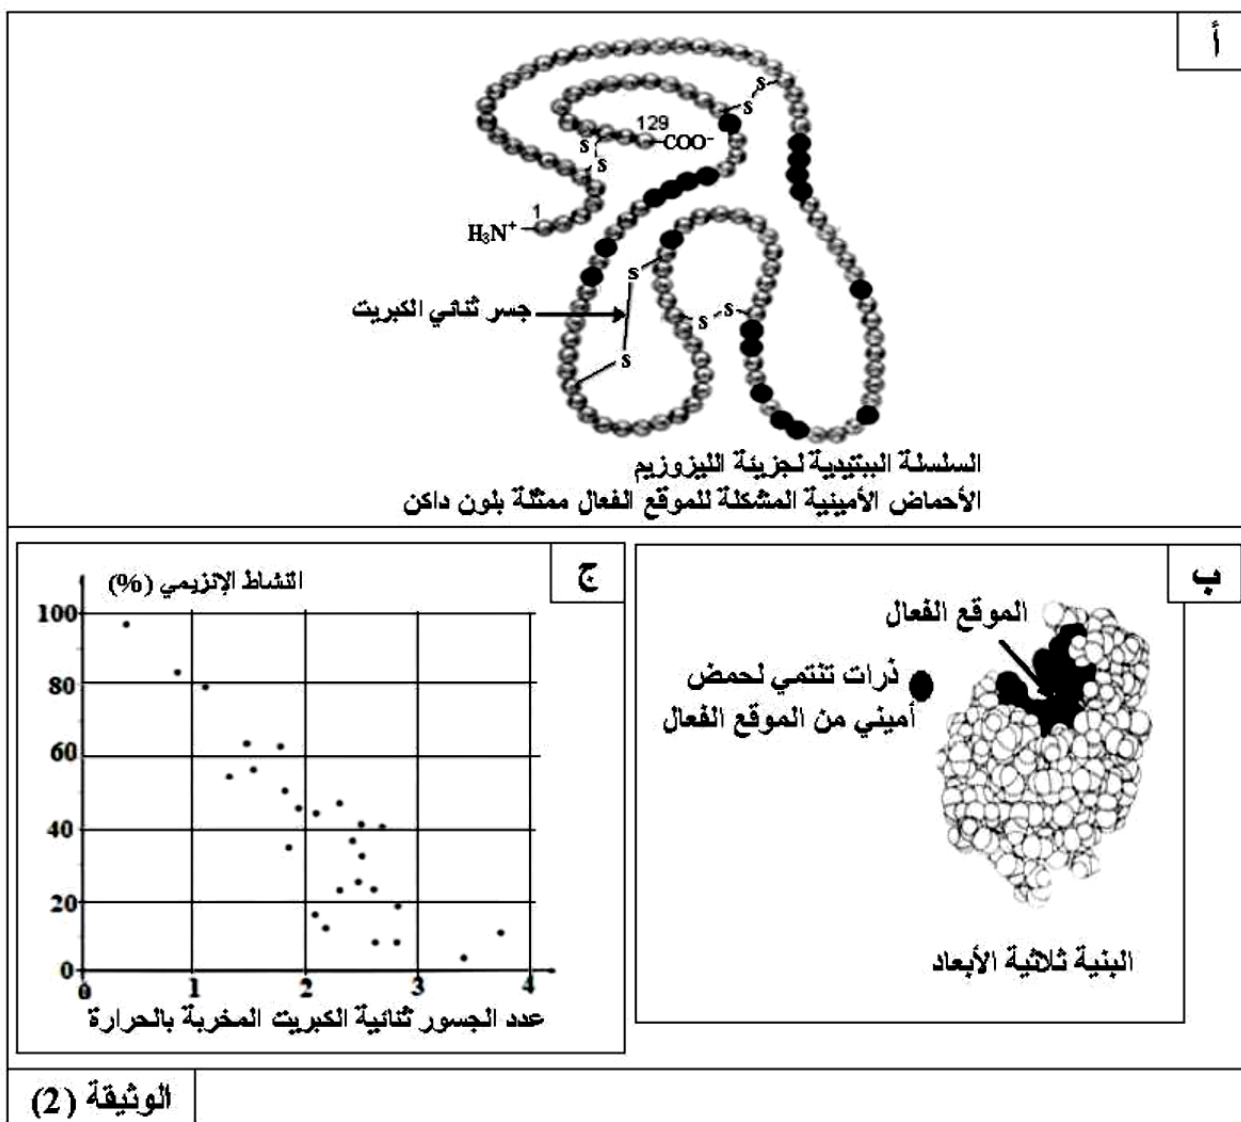 أ
S
S
129
COO⁻
S
S
1
H₃N⁺
S
جسر ثنائي الكبريت
S
S
S
السلسلة الببتيدية لجزيئة الليزوزيم
الأحماض الأمينية المشكلة للموقع الفعال ممثلة بلون داكن
ب
الموقع الفعال
ذرات تنتمي لحمض
أميني من الموقع الفعال
البنية ثلاثية الأبعاد
ج
النشاط الإنزيمي (%)
100
80
60
40
20
0
0 1 2 3 4
عدد الجسور ثنائية الكبريت المخربة بالحرارة
الوثيقة (2)